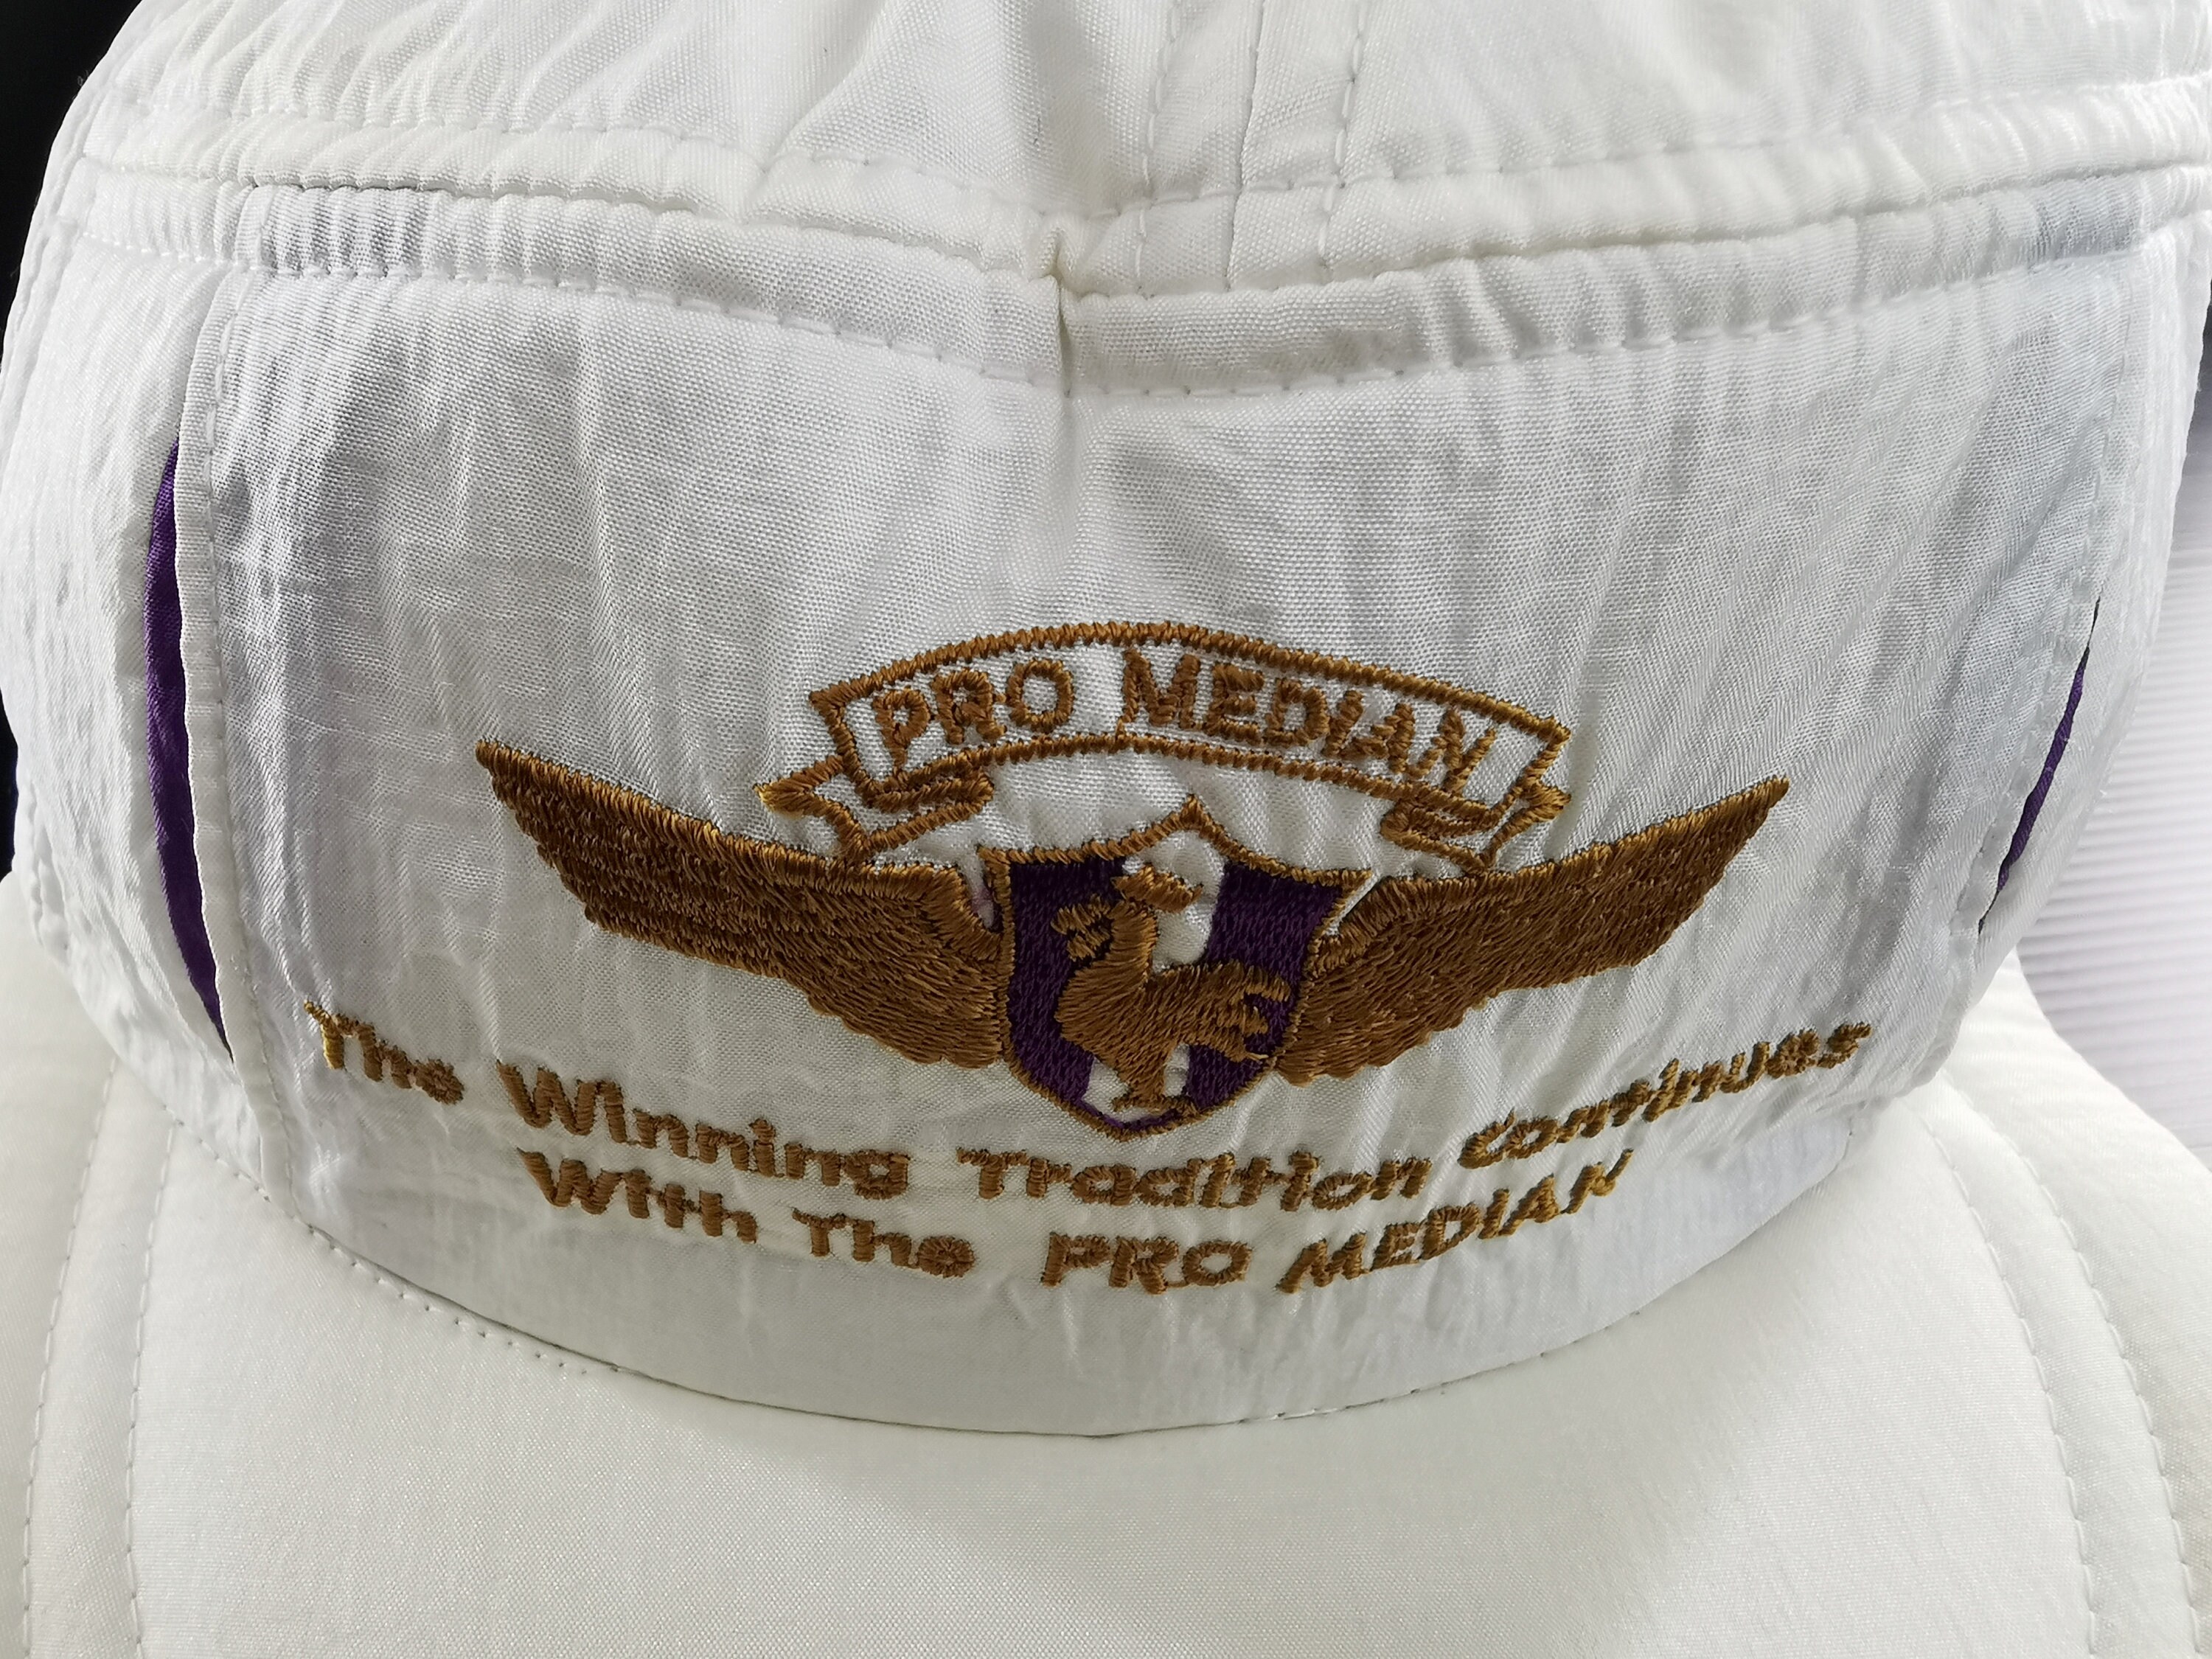 PRO MEDIAN
The Winning Tradition Continues
With The PRO MEDIAN